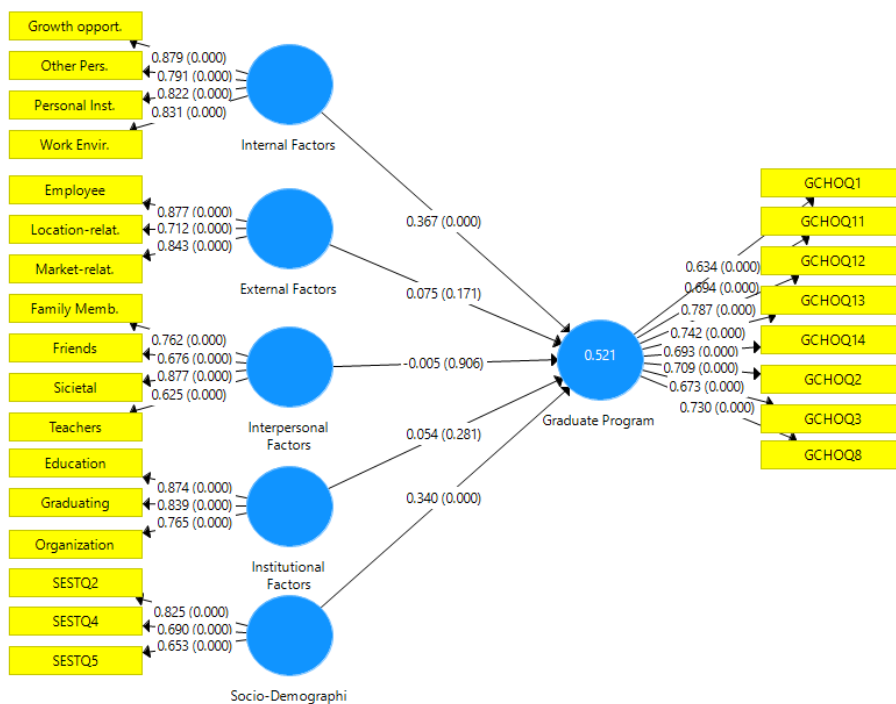 Growth opport.
Other Pers.
Personal Inst.
Work Envir.
0.879 (0.000)
0.791 (0.000)
0.822 (0.000)
0.831 (0.000)
Internal Factors
Employee
Location-relat.
Market-relat.
0.877 (0.000)
0.712 (0.000)
0.843 (0.000)
External Factors
Family Memb.
Friends
Sicietal
Teachers
0.762 (0.000)
0.676 (0.000)
0.877 (0.000)
0.625 (0.000)
Interpersonal
Factors
Education
Graduating
Organization
0.874 (0.000)
0.839 (0.000)
0.765 (0.000)
Institutional
Factors
SESTQ2
SESTQ4
SESTQ5
0.825 (0.000)
0.690 (0.000)
0.653 (0.000)
Socio-Demographi
0.367 (0.000)
0.075 (0.171)
-0.005 (0.906)
0.054 (0.281)
0.340 (0.000)
0.521
Graduate Program
0.634 (0.000)
0.694 (0.000)
0.787 (0.000)
0.742 (0.000)
0.693 (0.000)
0.709 (0.000)
0.673 (0.000)
0.730 (0.000)
GCHOQ1
GCHOQ11
GCHOQ12
GCHOQ13
GCHOQ14
GCHOQ2
GCHOQ3
GCHOQ8